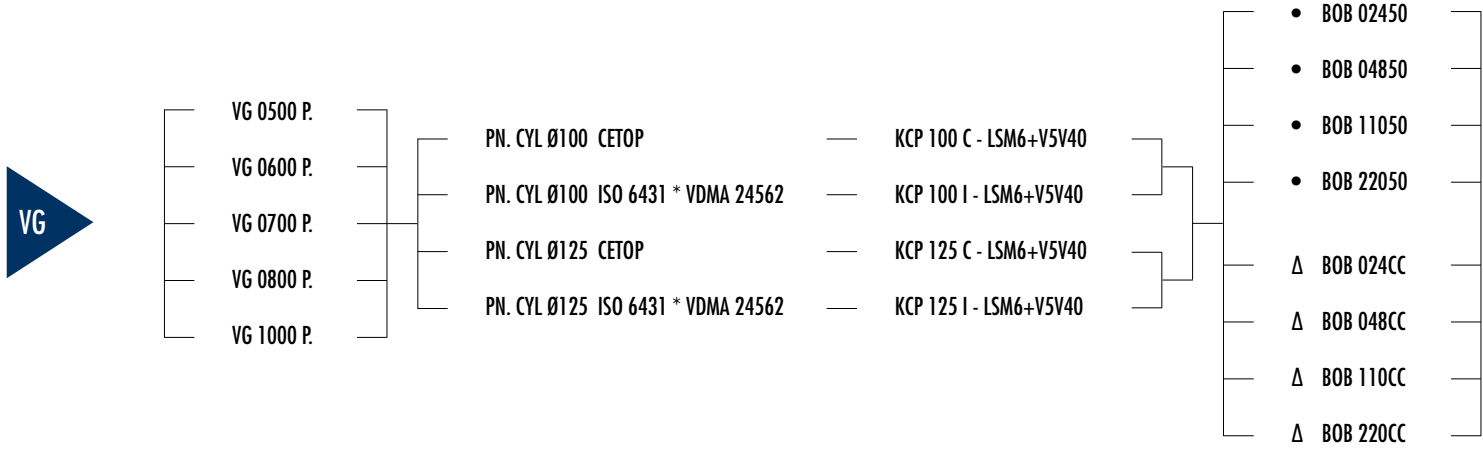 VG
VG 0500 P.
VG 0600 P.
VG 0700 P.
VG 0800 P.
VG 1000 P.
PN. CYL Ø100 CETOP
PN. CYL Ø100 ISO 6431 * VDMA 24562
PN. CYL Ø125 CETOP
PN. CYL Ø125 ISO 6431 * VDMA 24562
KCP 100 C - LSM6+V5V40
KCP 100 I - LSM6+V5V40
KCP 125 C - LSM6+V5V40
KCP 125 I - LSM6+V5V40
• BOB 02450
• BOB 04850
• BOB 11050
• BOB 22050
Δ BOB 024CC
Δ BOB 048CC
Δ BOB 110CC
Δ BOB 220CC